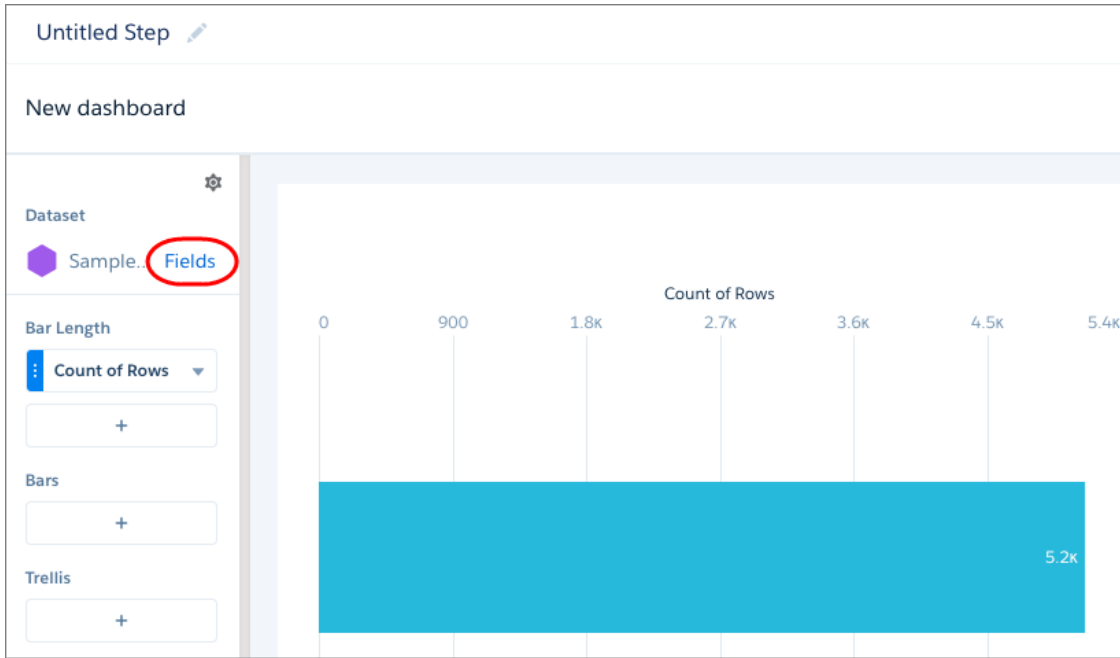 Untitled Step
New dashboard
Dataset
Sample.. Fields
Bar Length
Count of Rows
+
Bars
+
Trellis
+
Count of Rows
0 900 1.8K 2.7K 3.6K 4.5K 5.4K
5.2K